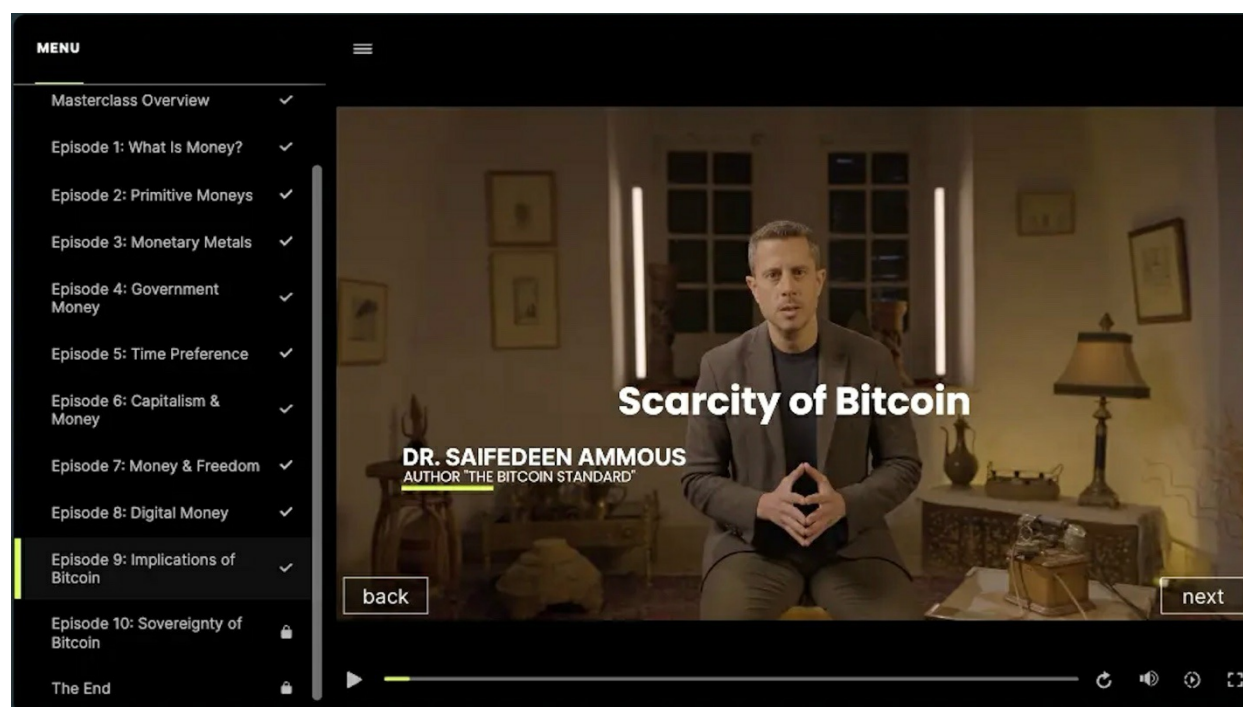 MENU
Masterclass Overview
Episode 1: What Is Money?
Episode 2: Primitive Moneys
Episode 3: Monetary Metals
Episode 4: Government
Money
Episode 5: Time Preference
Episode 6: Capitalism &
Money
Episode 7: Money & Freedom
Episode 8: Digital Money
Episode 9: Implications of
Bitcoin
Episode 10: Sovereignty of
Bitcoin
The End
Scarcity of Bitcoin
DR. SAIFEDEEN AMMOUS
AUTHOR "THE BITCOIN STANDARD"
back
next